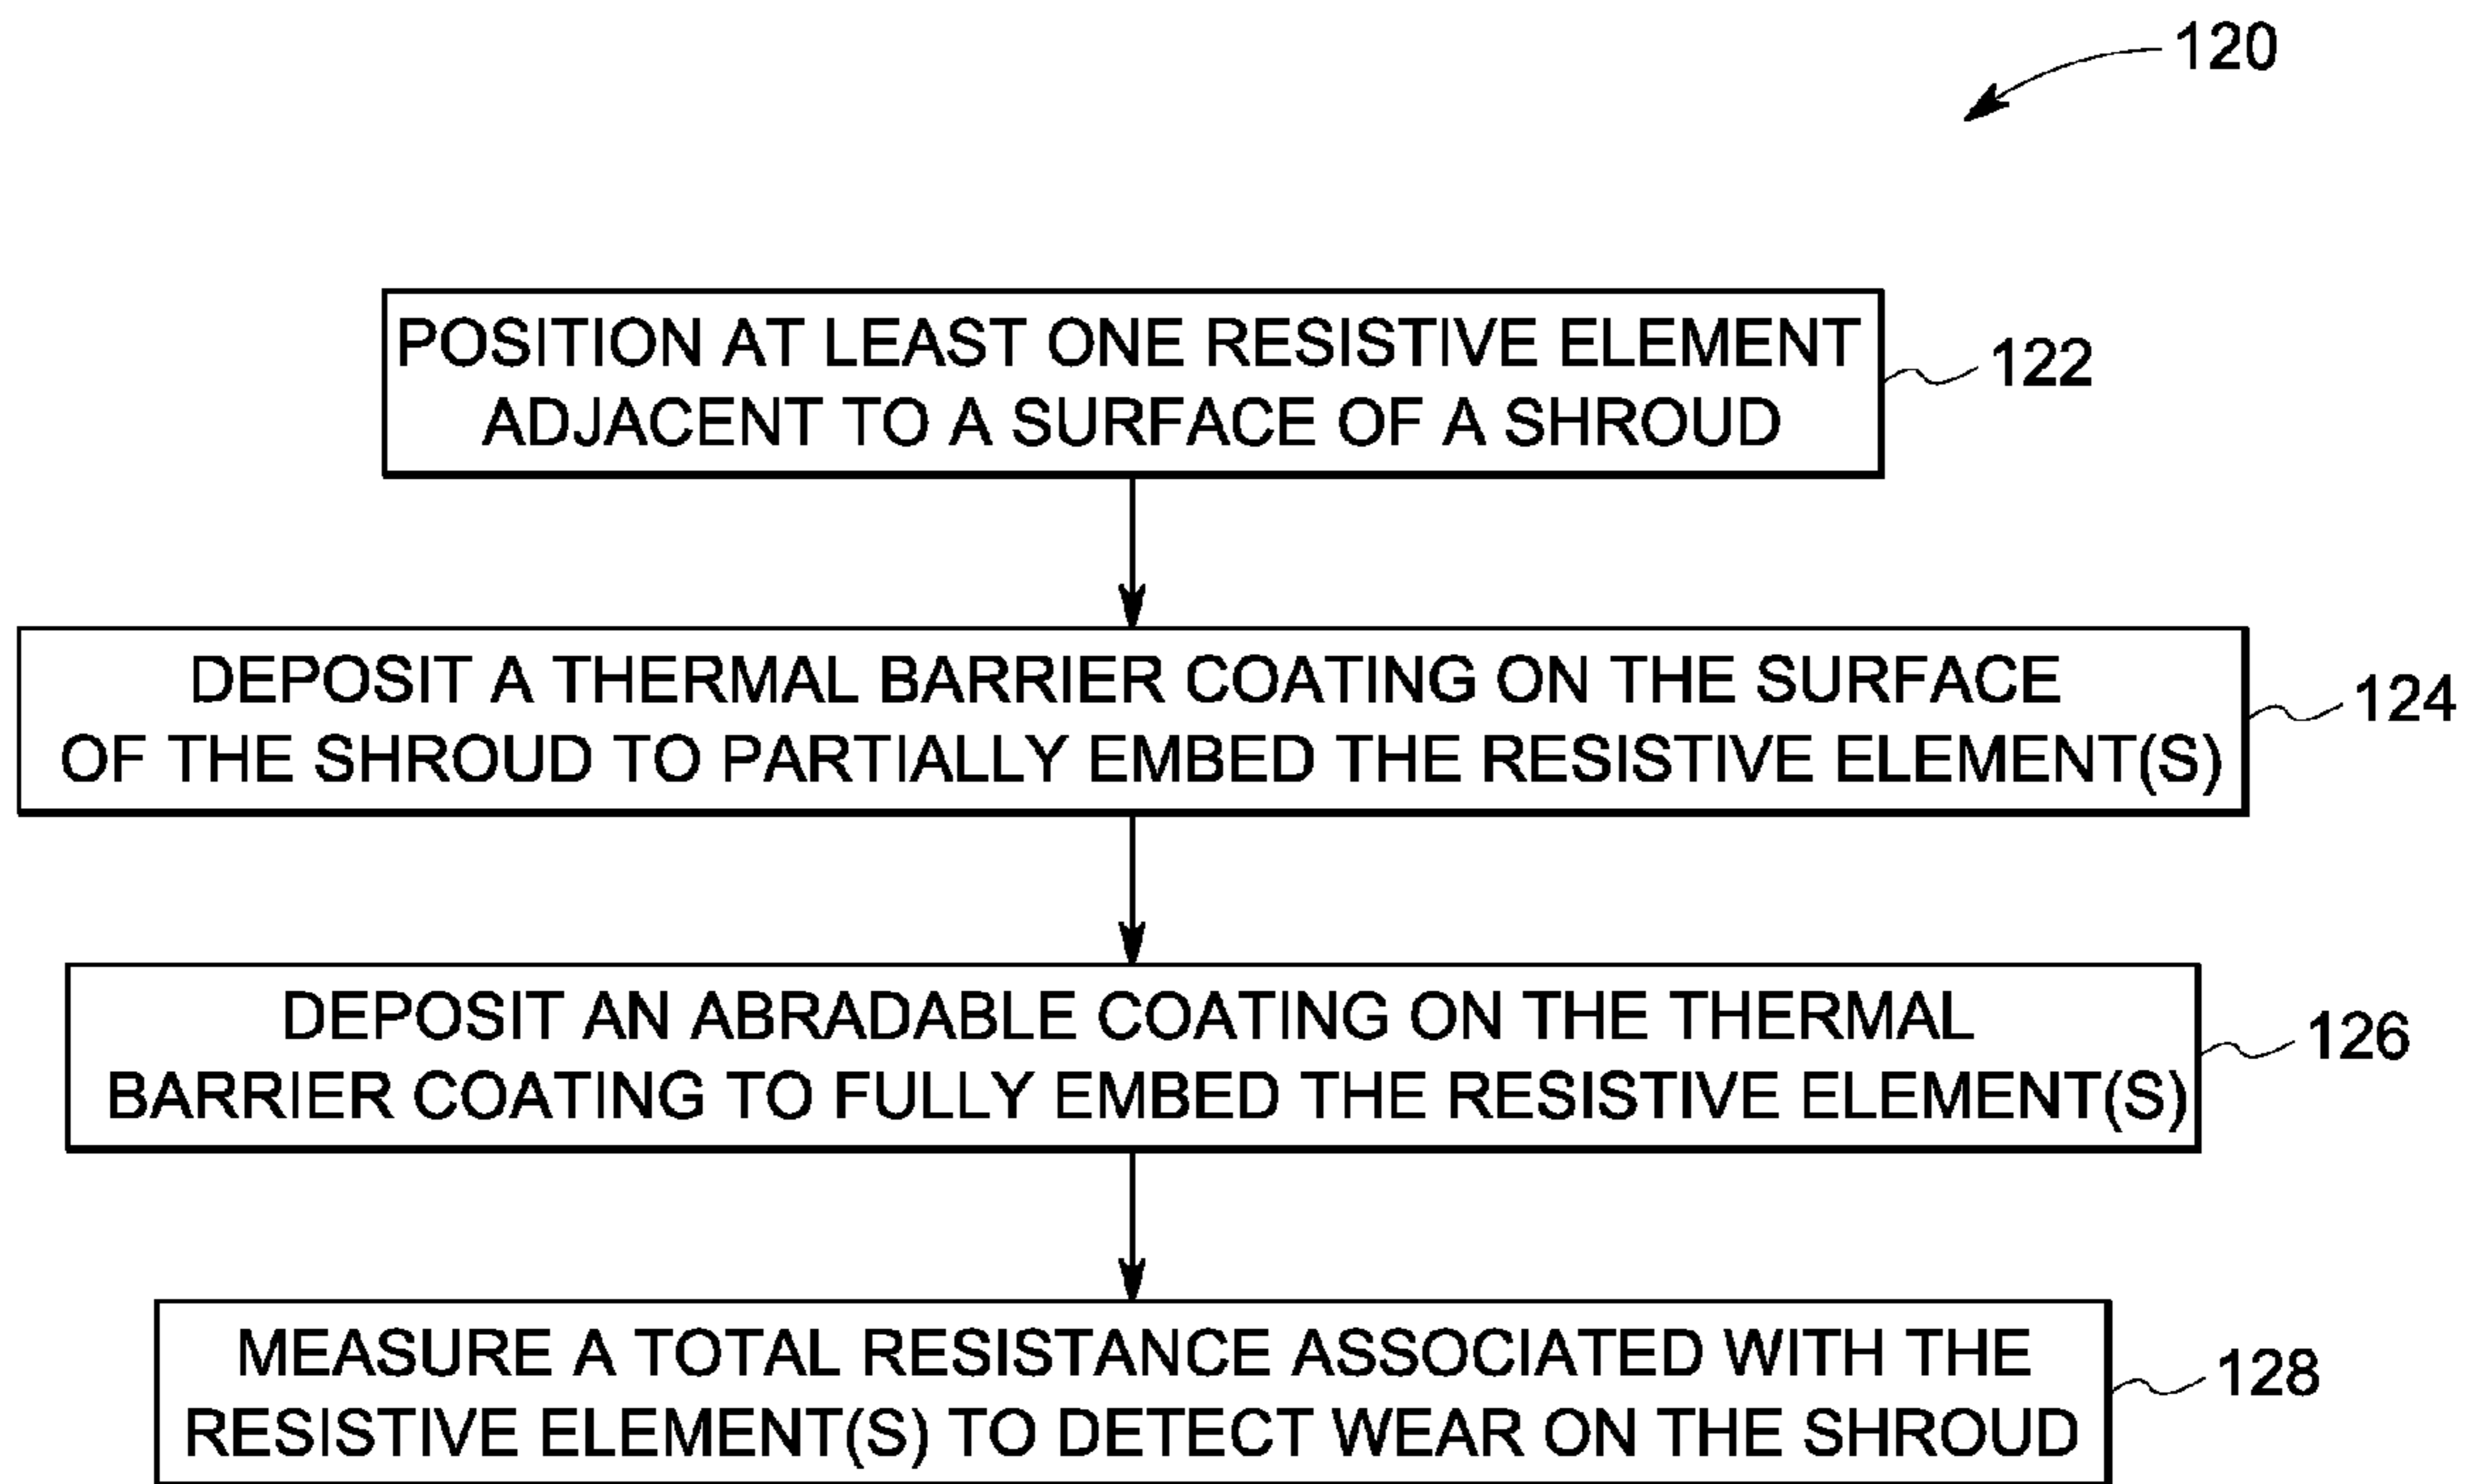 120
POSITION AT LEAST ONE RESISTIVE ELEMENT
ADJACENT TO A SURFACE OF A SHROUD
122
DEPOSIT A THERMAL BARRIER COATING ON THE SURFACE
OF THE SHROUD TO PARTIALLY EMBED THE RESISTIVE ELEMENT(S)
124
DEPOSIT AN ABRADABLE COATING ON THE THERMAL
BARRIER COATING TO FULLY EMBED THE RESISTIVE ELEMENT(S)
126
MEASURE A TOTAL RESISTANCE ASSOCIATED WITH THE
RESISTIVE ELEMENT(S) TO DETECT WEAR ON THE SHROUD
128